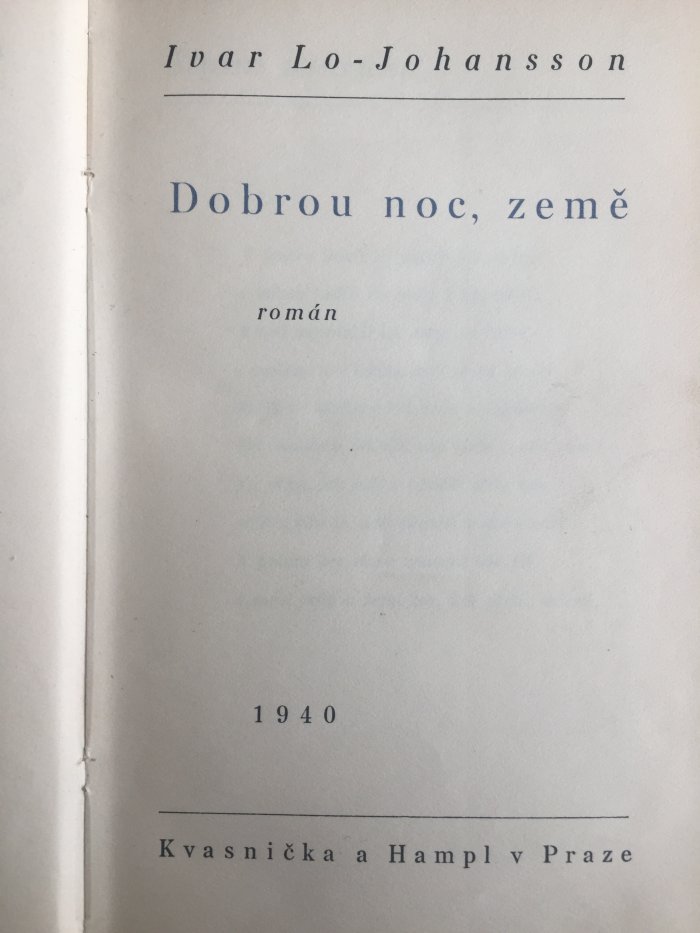 Ivar Lo-Johansson
Dobrou noc, země
román
1940
Kvasnička a Hampl v Praze